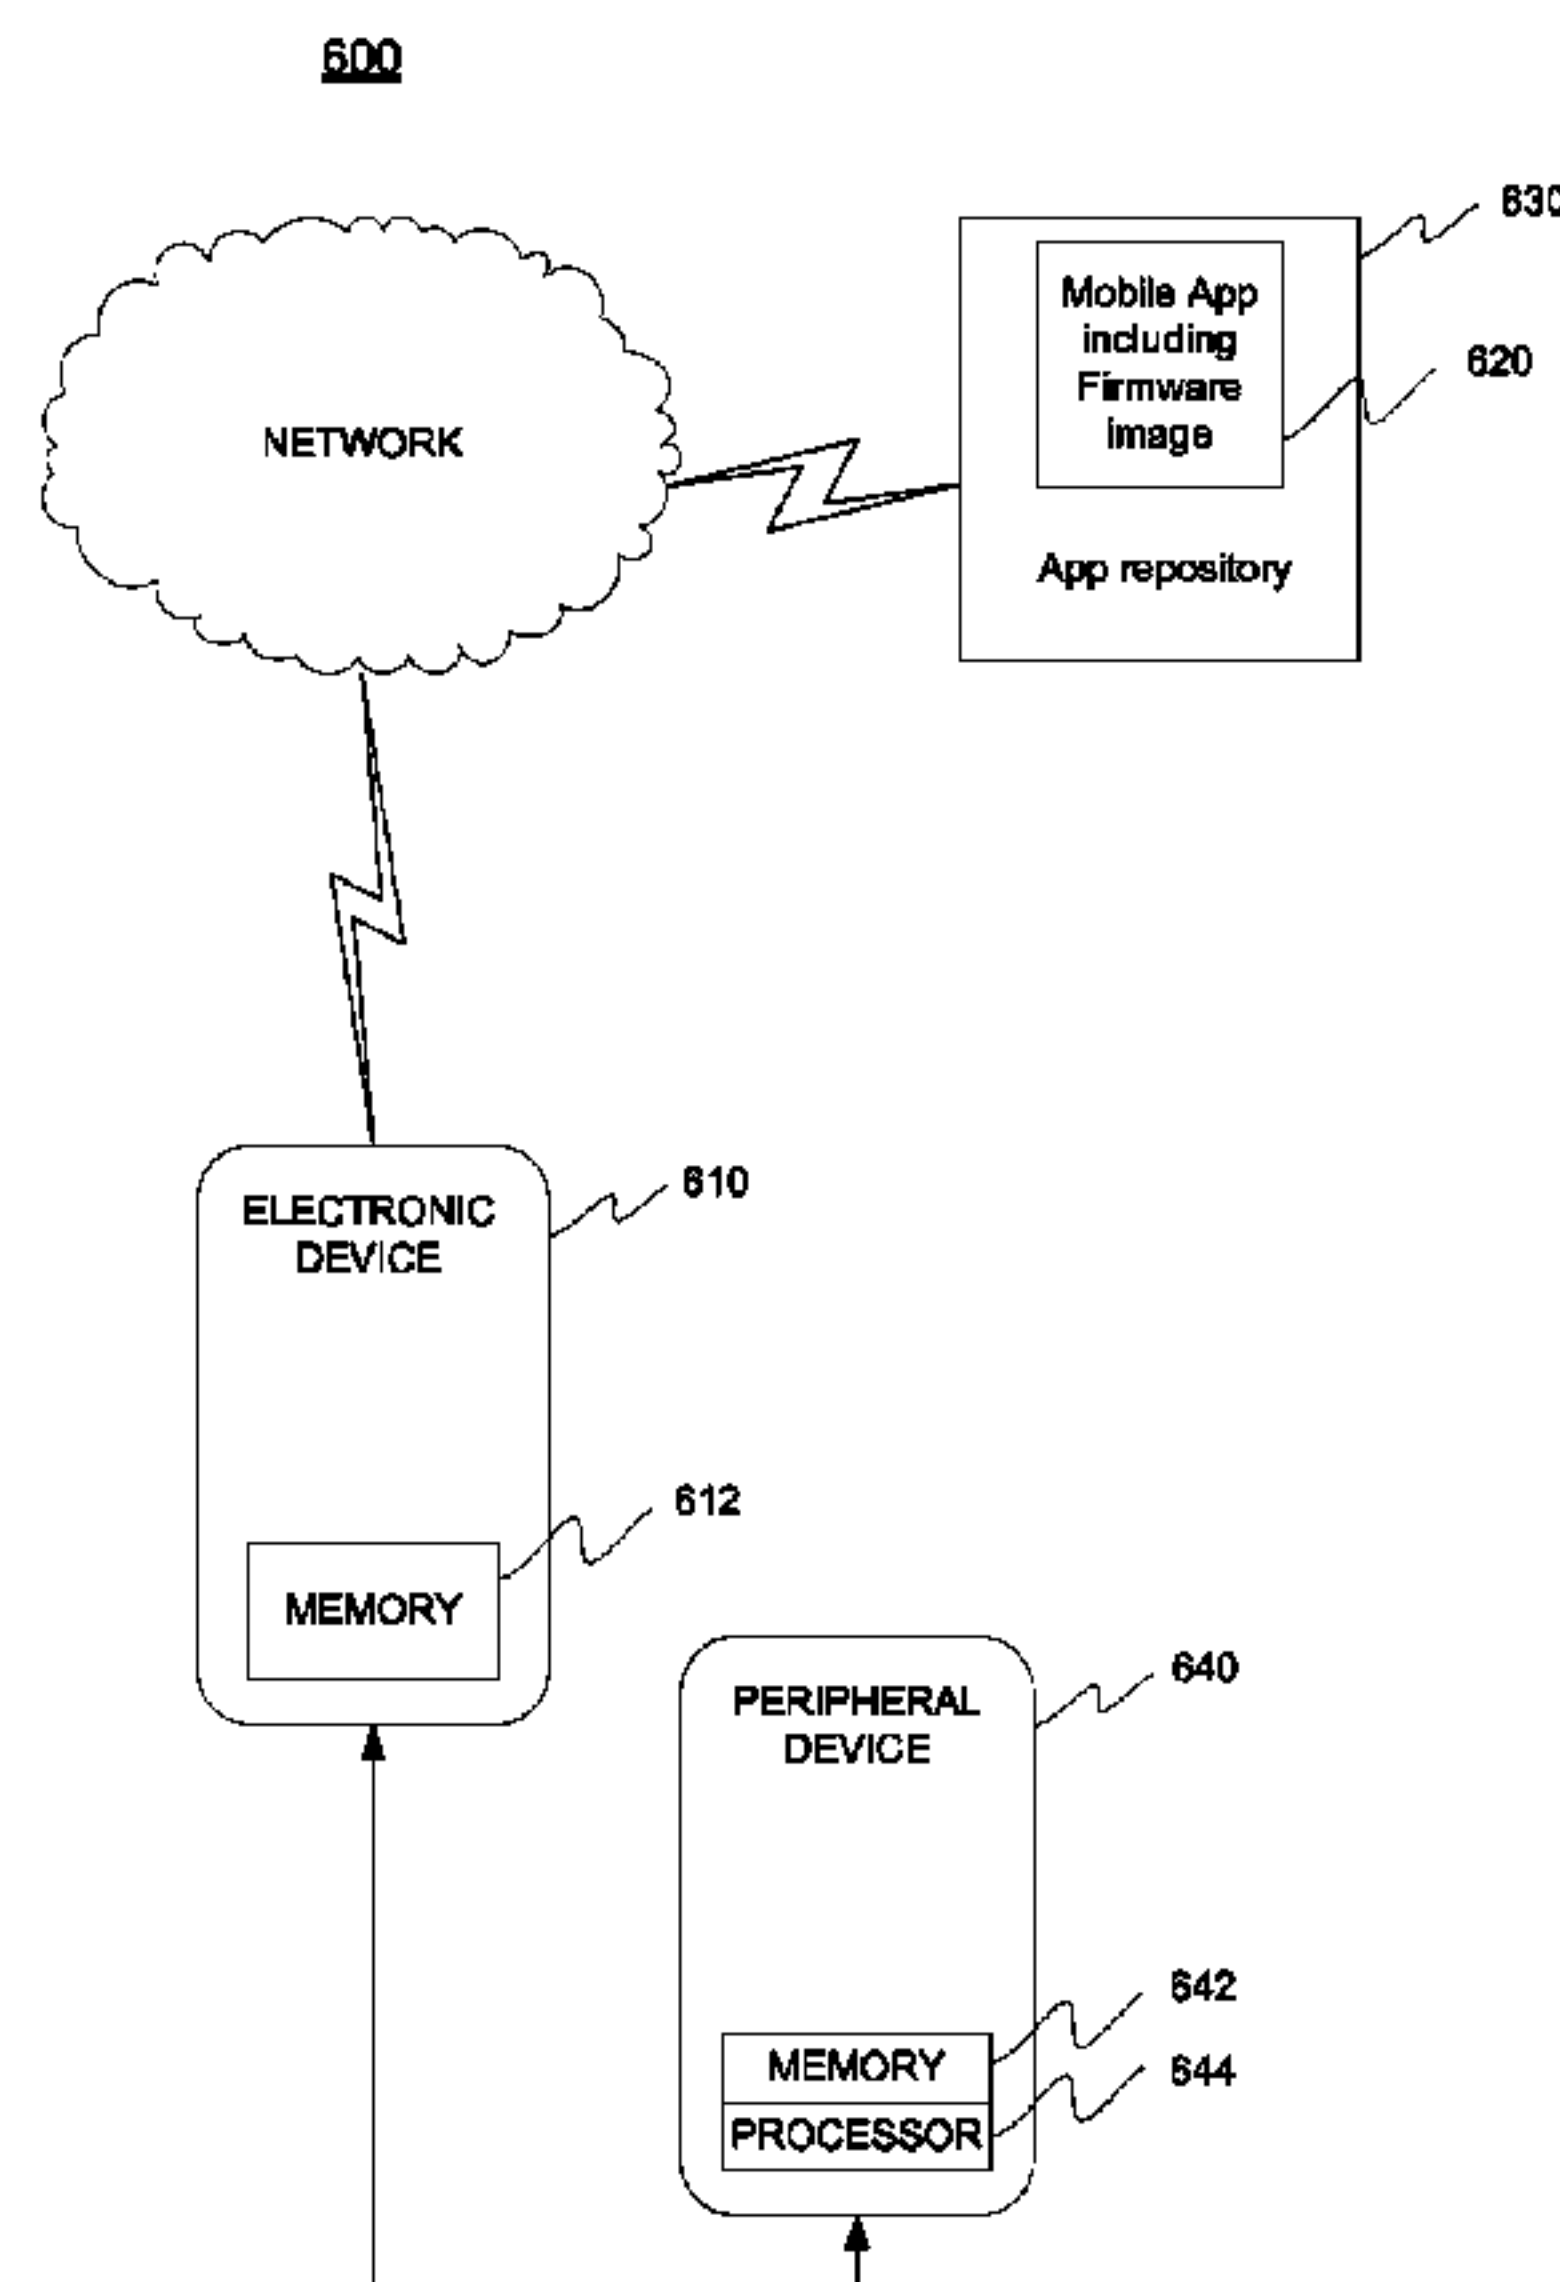 600
630
Mobile App
including
Firmware
image
620
NETWORK
App repository
610
ELECTRONIC
DEVICE
612
MEMORY
640
PERIPHERAL
DEVICE
642
MEMORY
644
PROCESSOR